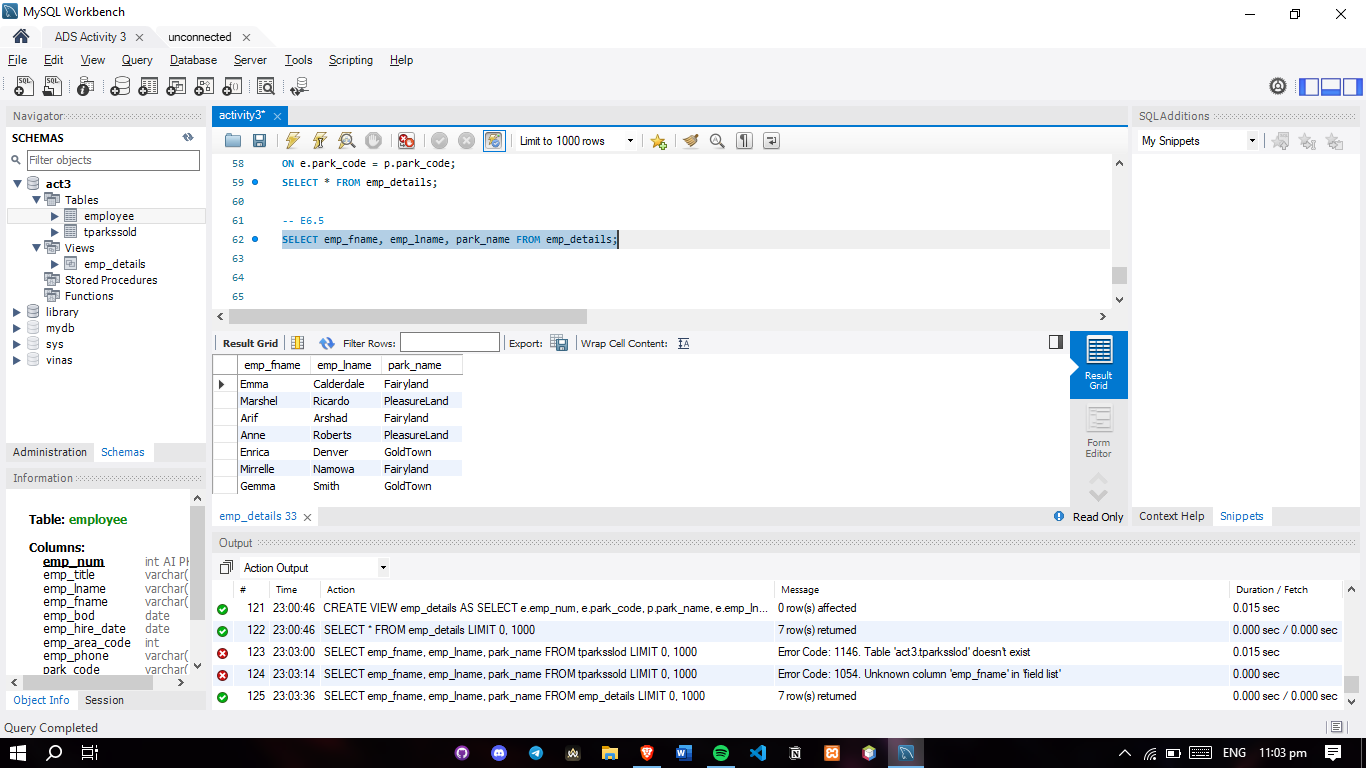 MySQL Workbench
ADS Activity 3
unconnected
File Edit View Query Database Server Tools Scripting Help
Navigator
SCHEMAS
Filter objects
act3
Tables
employee
tparkssold
Views
emp_details
Stored Procedures
Functions
library
mydb
sys
vinas
Administration Schemas
Information
Table: employee
Columns:
emp_num int AI PK
emp_title varchar(
emp_lname varchar(
emp_fname varchar(
emp_bod date
emp_hire_date date
emp_area_code int
emp_phone varchar(
park_code varchar(
Object Info Session
Query Completed
activity3*
Limit to 1000 rows
58 ON e.park_code = p.park_code;
59 SELECT * FROM emp_details;
60
61 -- E6.5
62 SELECT emp_fname, emp_lname, park_name FROM emp_details;
63
64
65
Result Grid Filter Rows: Export: Wrap Cell Content:
emp_fname emp_lname park_name
Emma Calderdale Fairyland
Marshel Ricardo PleasureLand
Arif Arshad Fairyland
Anne Roberts PleasureLand
Enrica Denver GoldTown
Mirrelle Namowa Fairyland
Gemma Smith GoldTown
Result
Grid
Form
Editor
emp_details 33
Read Only
SQLAdditions
My Snippets
Context Help Snippets
Output
Action Output
# Time Action Message Duration / Fetch
121 23:00:46 CREATE VIEW emp_details AS SELECT e.emp_num, e.park_code, p.park_name, e.emp_ln... 0 row(s) affected 0.015 sec
122 23:00:46 SELECT * FROM emp_details LIMIT 0, 1000 7 row(s) returned 0.000 sec / 0.000 sec
123 23:03:00 SELECT emp_fname, emp_lname, park_name FROM tparksslod LIMIT 0, 1000 Error Code: 1146. Table 'act3.tparksslod' doesn't exist 0.015 sec
124 23:03:14 SELECT emp_fname, emp_lname, park_name FROM tparkssold LIMIT 0, 1000 Error Code: 1054. Unknown column 'emp_fname' in 'field list' 0.000 sec
125 23:03:36 SELECT emp_fname, emp_lname, park_name FROM emp_details LIMIT 0, 1000 7 row(s) returned 0.000 sec / 0.000 sec
ENG 11:03 pm